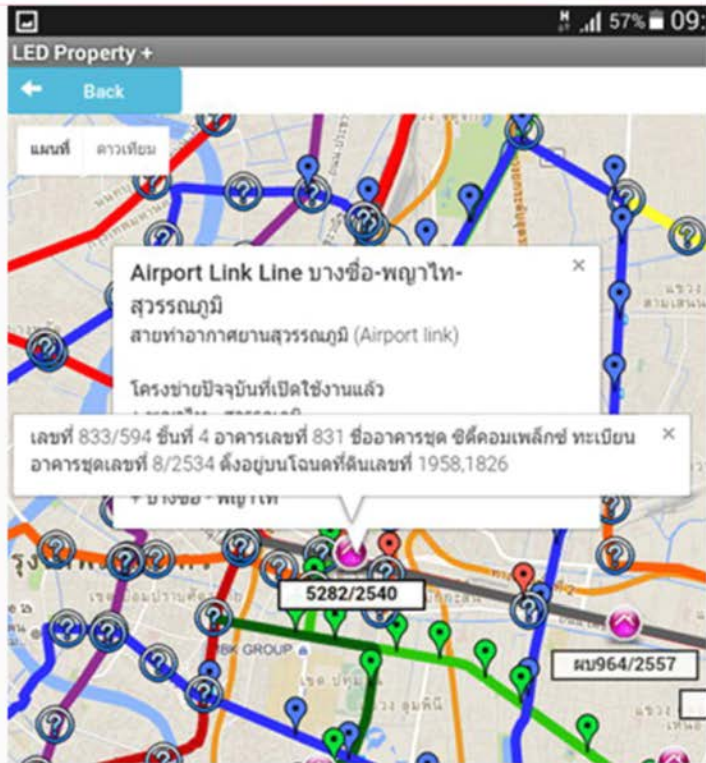 57% 09:
LED Property +
Back
แผนที่ ดาวเทียม
Airport Link Line บางซื่อ-พญาไท-
สุวรรณภูมิ
สายท่าอากาศยานสุวรรณภูมิ (Airport link)
โครงข่ายปัจจุบันที่เปิดใช้งานแล้ว
เลขที่ 833/594 ชั้นที่ 4 อาคารเลขที่ 831 ชื่ออาคารชุด ซิตี้คอมเพล็กซ์ ทะเบียน
อาคารชุดเลขที่ 8/2534 ตั้งอยู่บนโฉนดที่ดินเลขที่ 1958,1826
+ บางซื่อ - พญาไท
5282/2540
MBK GROUP
ผบ964/2557